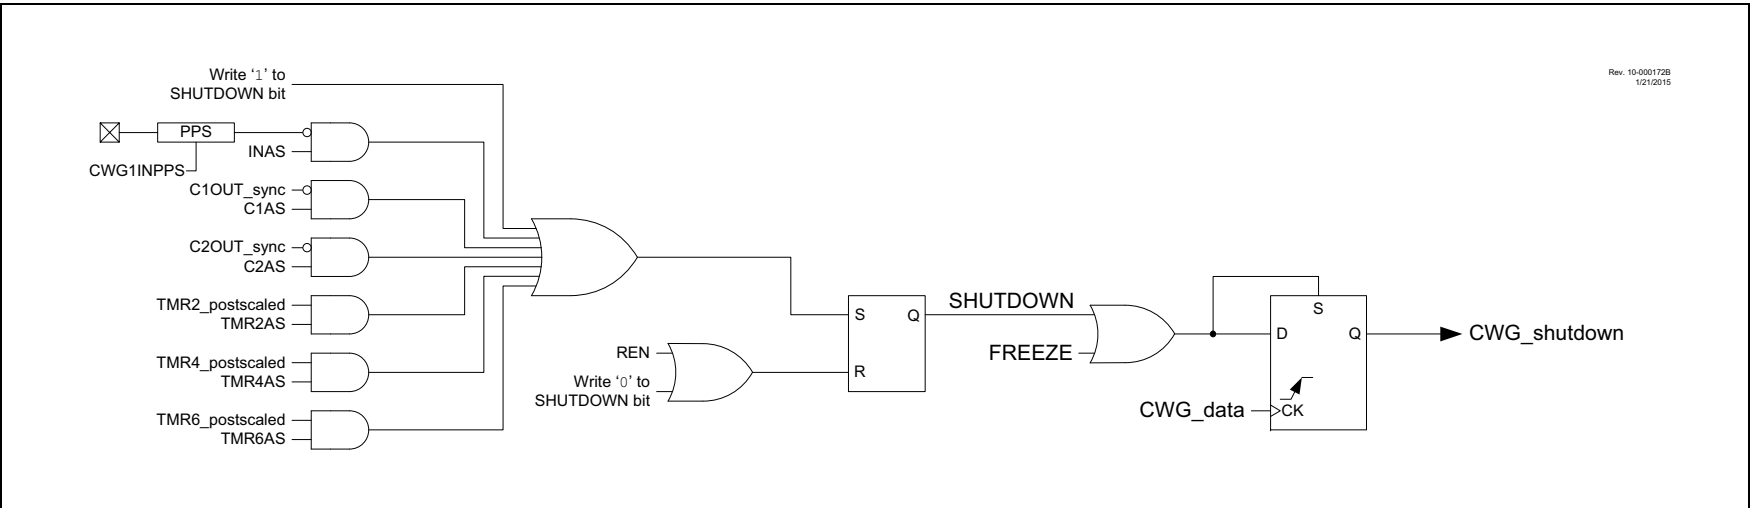 Rev. 10-000172B
1/21/2015
Write ‘1’ to
SHUTDOWN bit
PPS
INAS
CWG1INPPS
C1OUT_sync
C1AS
C2OUT_sync
C2AS
TMR2_postscaled
TMR2AS
TMR4_postscaled
TMR4AS
TMR6_postscaled
TMR6AS
REN
Write ‘0’ to
SHUTDOWN bit
S
Q
R
SHUTDOWN
FREEZE
S
D
Q
CK
CWG_data
CWG_shutdown